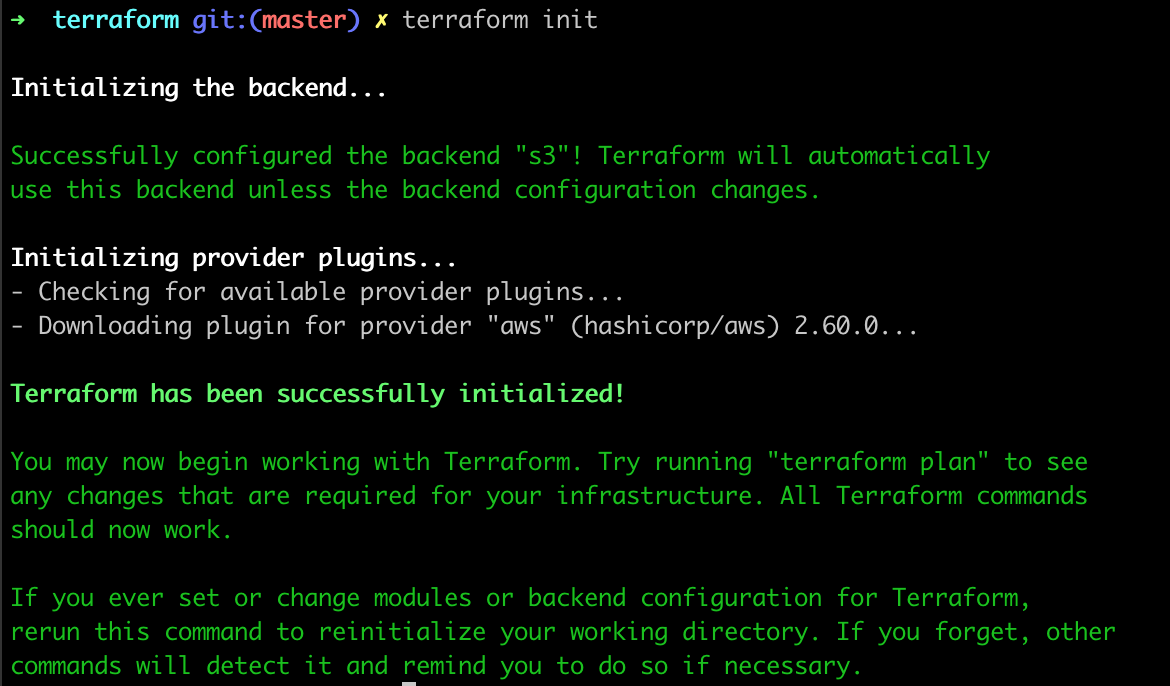 ➜  terraform git:(master) ✗ terraform init
Initializing the backend...
Successfully configured the backend "s3"! Terraform will automatically
use this backend unless the backend configuration changes.
Initializing provider plugins...
- Checking for available provider plugins...
- Downloading plugin for provider "aws" (hashicorp/aws) 2.60.0...
Terraform has been successfully initialized!
You may now begin working with Terraform. Try running "terraform plan" to see
any changes that are required for your infrastructure. All Terraform commands
should now work.
If you ever set or change modules or backend configuration for Terraform,
rerun this command to reinitialize your working directory. If you forget, other
commands will detect it and remind you to do so if necessary.